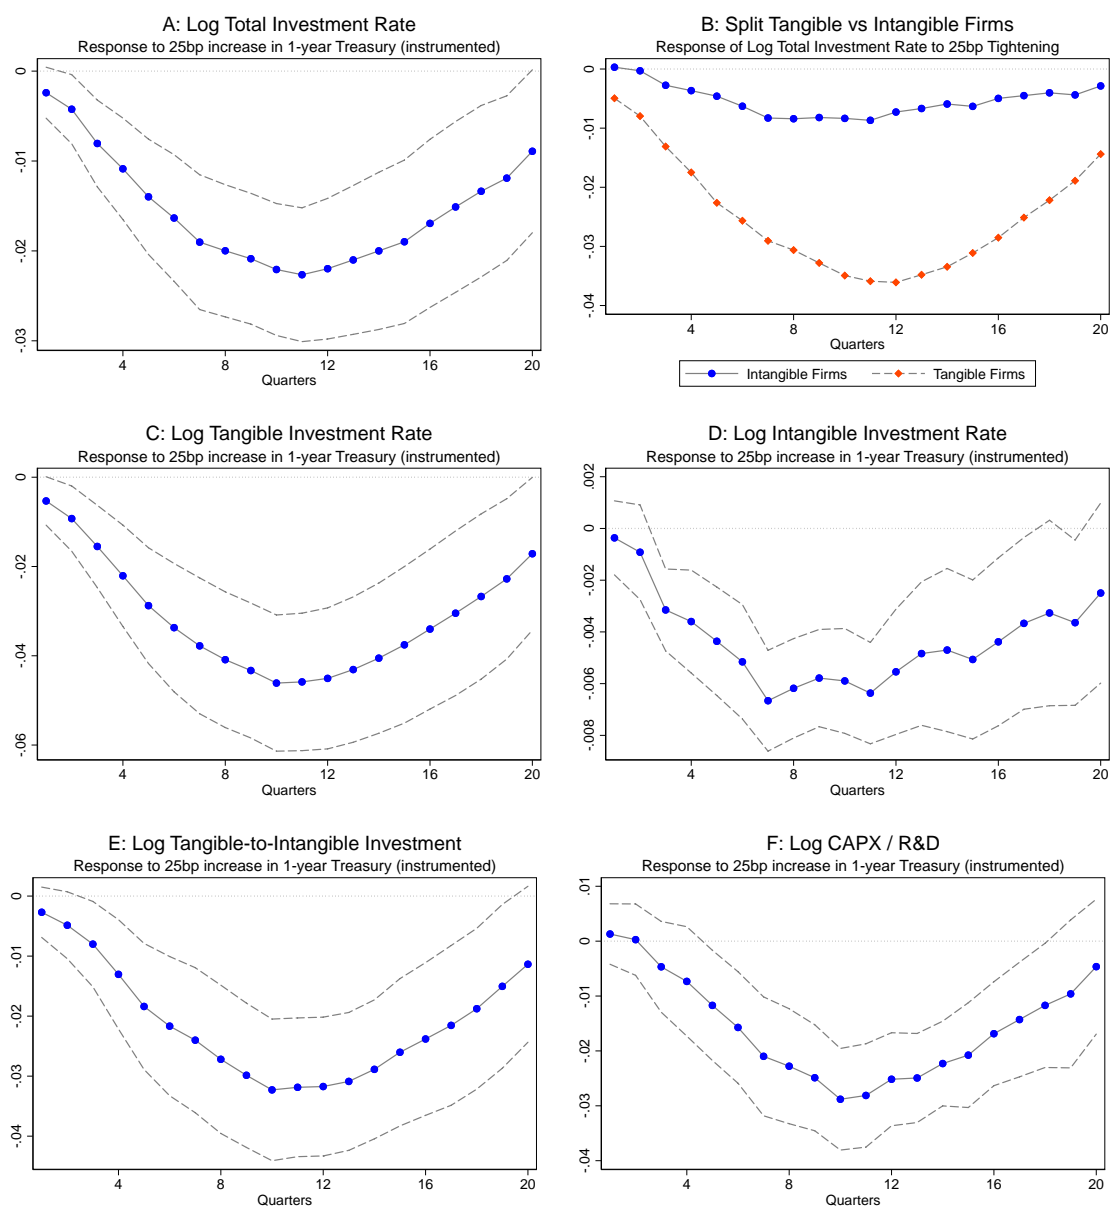 A: Log Total Investment Rate
Response to 25bp increase in 1-year Treasury (instrumented)
0
-.01
-.02
-.03
4 8 12 16 20
Quarters
B: Split Tangible vs Intangible Firms
Response of Log Total Investment Rate to 25bp Tightening
0
-.01
-.02
-.03
-.04
4 8 12 16 20
Quarters
Intangible Firms Tangible Firms
C: Log Tangible Investment Rate
Response to 25bp increase in 1-year Treasury (instrumented)
0
-.02
-.04
-.06
4 8 12 16 20
Quarters
D: Log Intangible Investment Rate
Response to 25bp increase in 1-year Treasury (instrumented)
.002
0
-.002
-.004
-.006
-.008
4 8 12 16 20
Quarters
E: Log Tangible-to-Intangible Investment
Response to 25bp increase in 1-year Treasury (instrumented)
0
-.01
-.02
-.03
-.04
4 8 12 16 20
Quarters
F: Log CAPX / R&D
Response to 25bp increase in 1-year Treasury (instrumented)
.01
0
-.01
-.02
-.03
-.04
4 8 12 16 20
Quarters